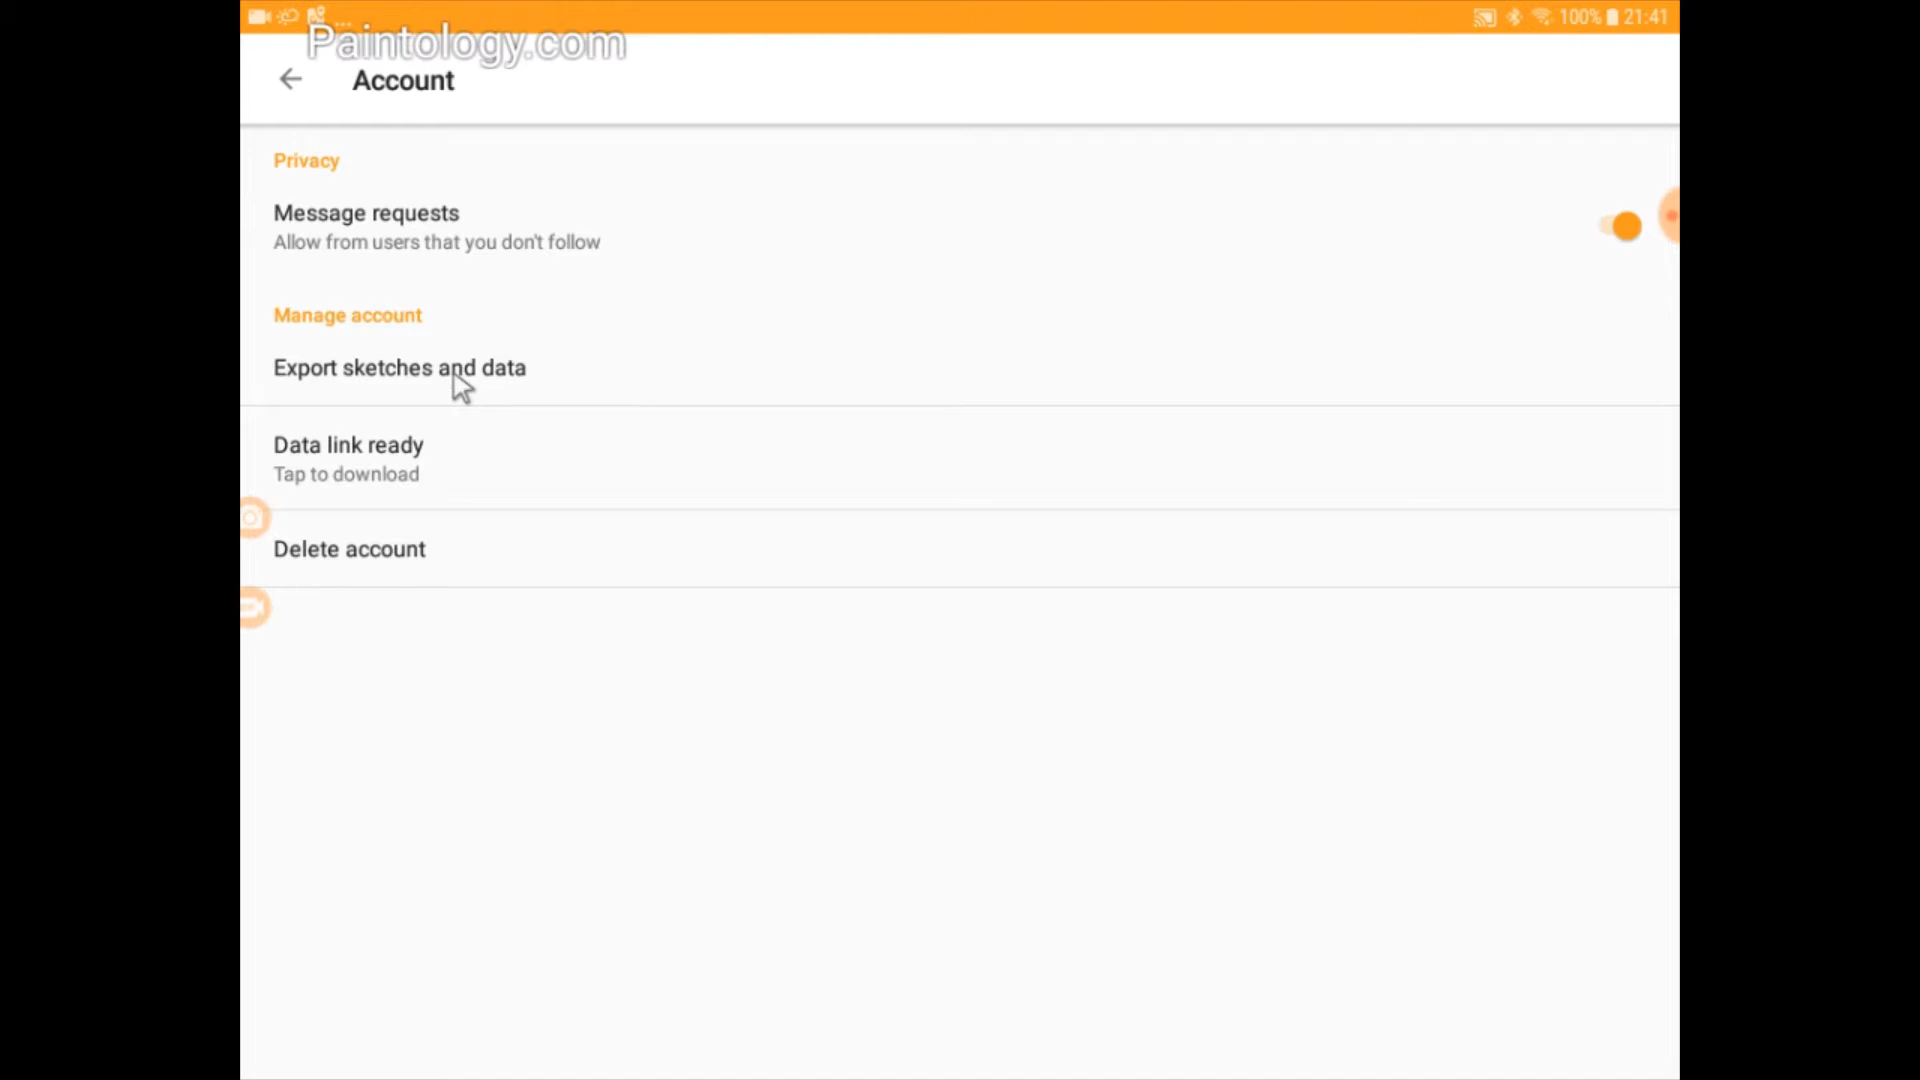 100% 21:41
Paintology.com
Account
Privacy
Message requests
Allow from users that you don't follow
Manage account
Export sketches and data
Data link ready
Tap to download
Delete account